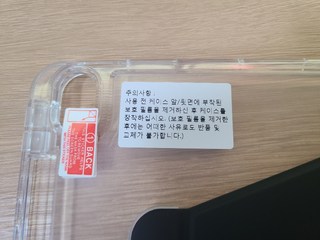 주의사항 :
사용 전 케이스 앞/뒷면에 부착된
보호 필름을 제거하신 후 케이스를
장착하십시오. (보호 필름을 제거한
후에는 어떠한 사유로도 반품 및
교체가 불가합니다.)
① BACK